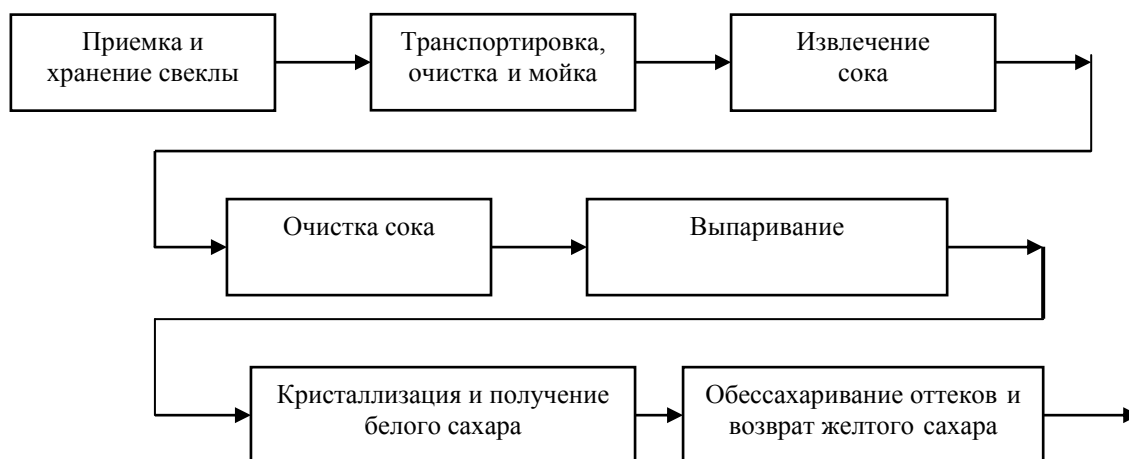 Приемка и
хранение свеклы
Транспортировка,
очистка и мойка
Извлечение
сока
Очистка сока
Выпаривание
Кристаллизация и получение
белого сахара
Обессахаривание оттеков и
возврат желтого сахара